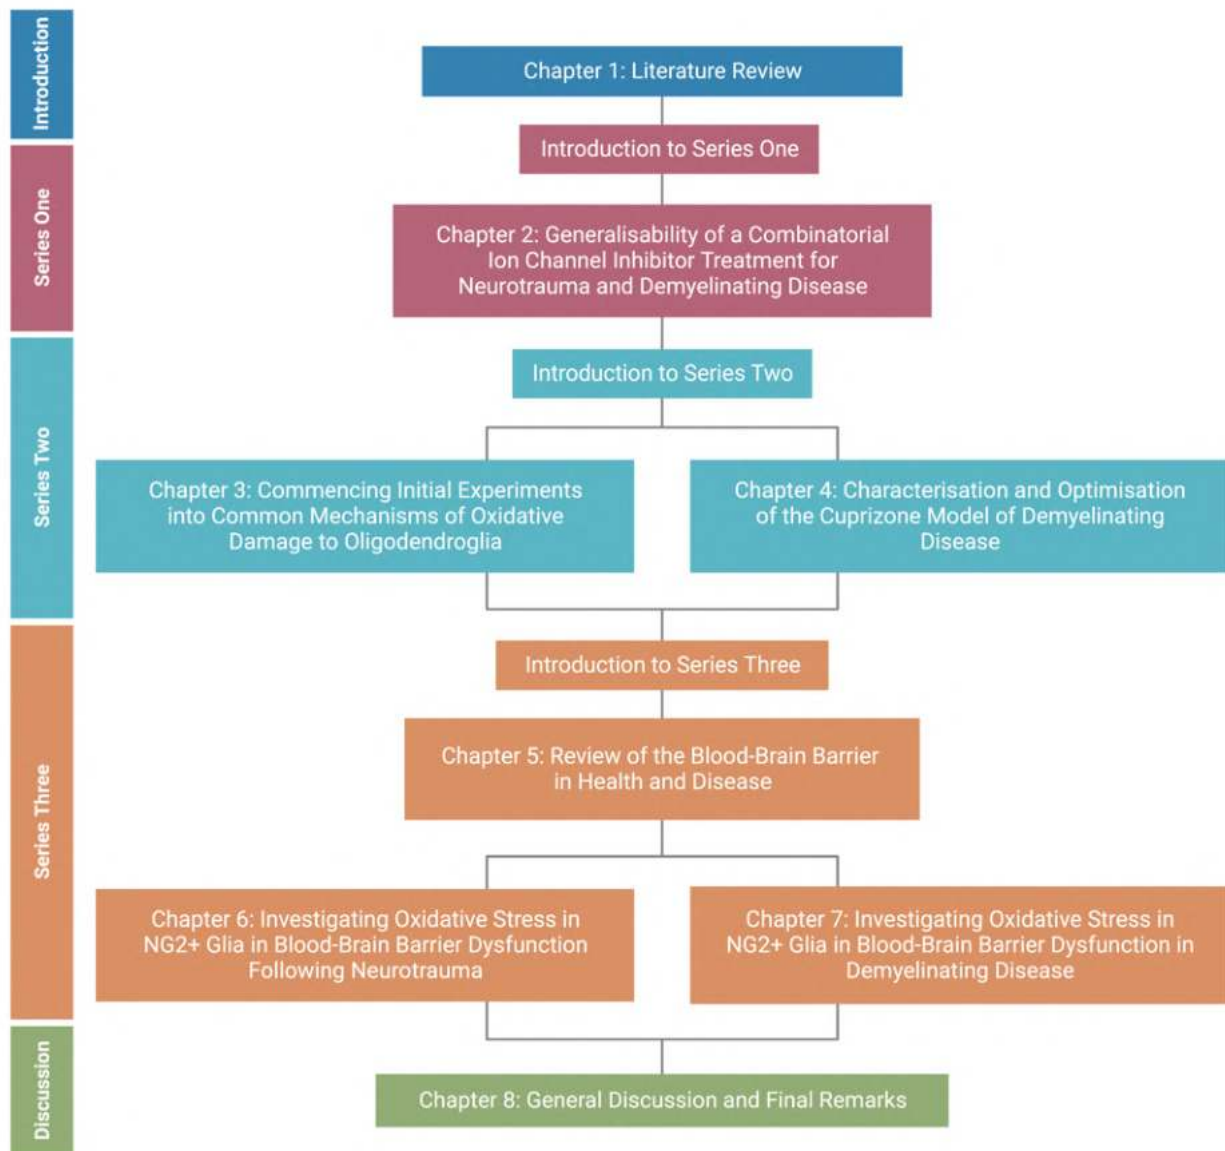 Introduction
Chapter 1: Literature Review
Series One
Introduction to Series One
Chapter 2: Generalisability of a Combinatorial
Ion Channel Inhibitor Treatment for
Neurotrauma and Demyelinating Disease
Series Two
Introduction to Series Two
Chapter 3: Commencing Initial Experiments
into Common Mechanisms of Oxidative
Damage to Oligodendroglia
Chapter 4: Characterisation and Optimisation
of the Cuprizone Model of Demyelinating
Disease
Series Three
Introduction to Series Three
Chapter 5: Review of the Blood-Brain Barrier
in Health and Disease
Chapter 6: Investigating Oxidative Stress in
NG2+ Glia in Blood-Brain Barrier Dysfunction
Following Neurotrauma
Chapter 7: Investigating Oxidative Stress in
NG2+ Glia in Blood-Brain Barrier Dysfunction in
Demyelinating Disease
Discussion
Chapter 8: General Discussion and Final Remarks